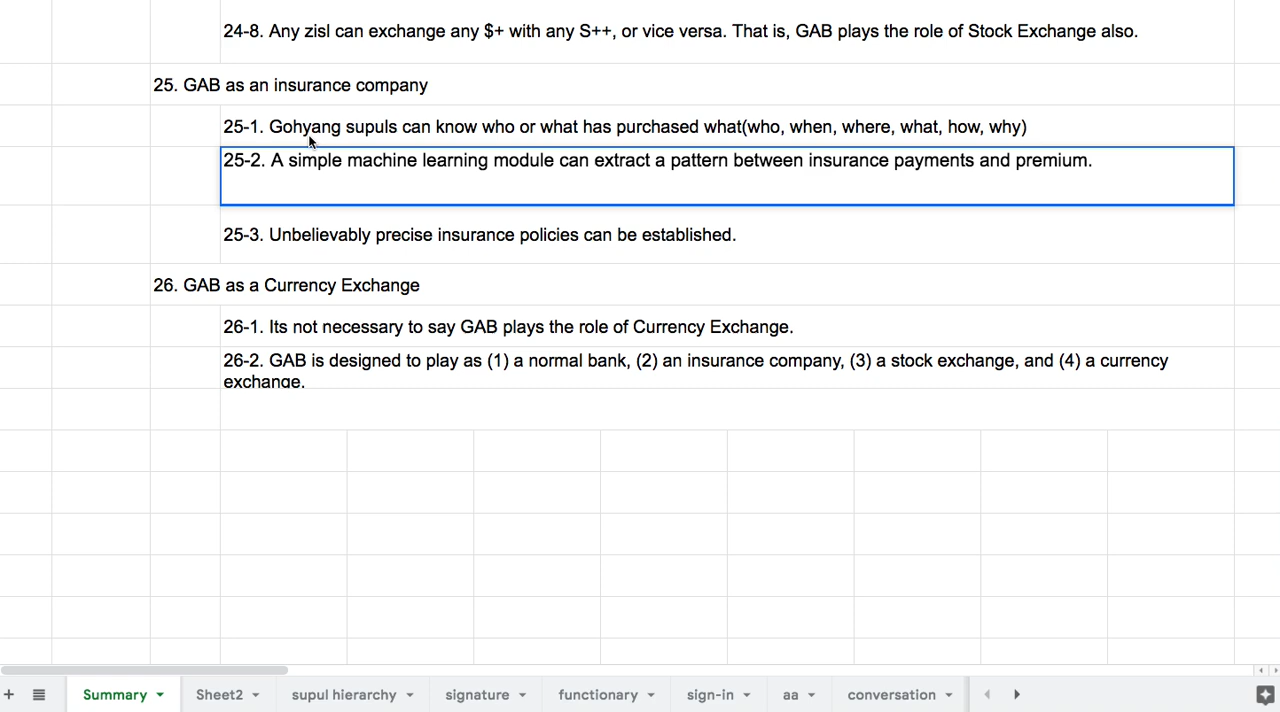 24-8. Any zisl can exchange any $+ with any S++, or vice versa. That is, GAB plays the role of Stock Exchange also.
25. GAB as an insurance company
25-1. Gohyang supuls can know who or what has purchased what(who, when, where, what, how, why)
25-2. A simple machine learning module can extract a pattern between insurance payments and premium.
25-3. Unbelievably precise insurance policies can be established.
26. GAB as a Currency Exchange
26-1. Its not necessary to say GAB plays the role of Currency Exchange.
26-2. GAB is designed to play as (1) a normal bank, (2) an insurance company, (3) a stock exchange, and (4) a currency
exchange.
Summary Sheet2 supul hierarchy signature functionary sign-in aa conversation